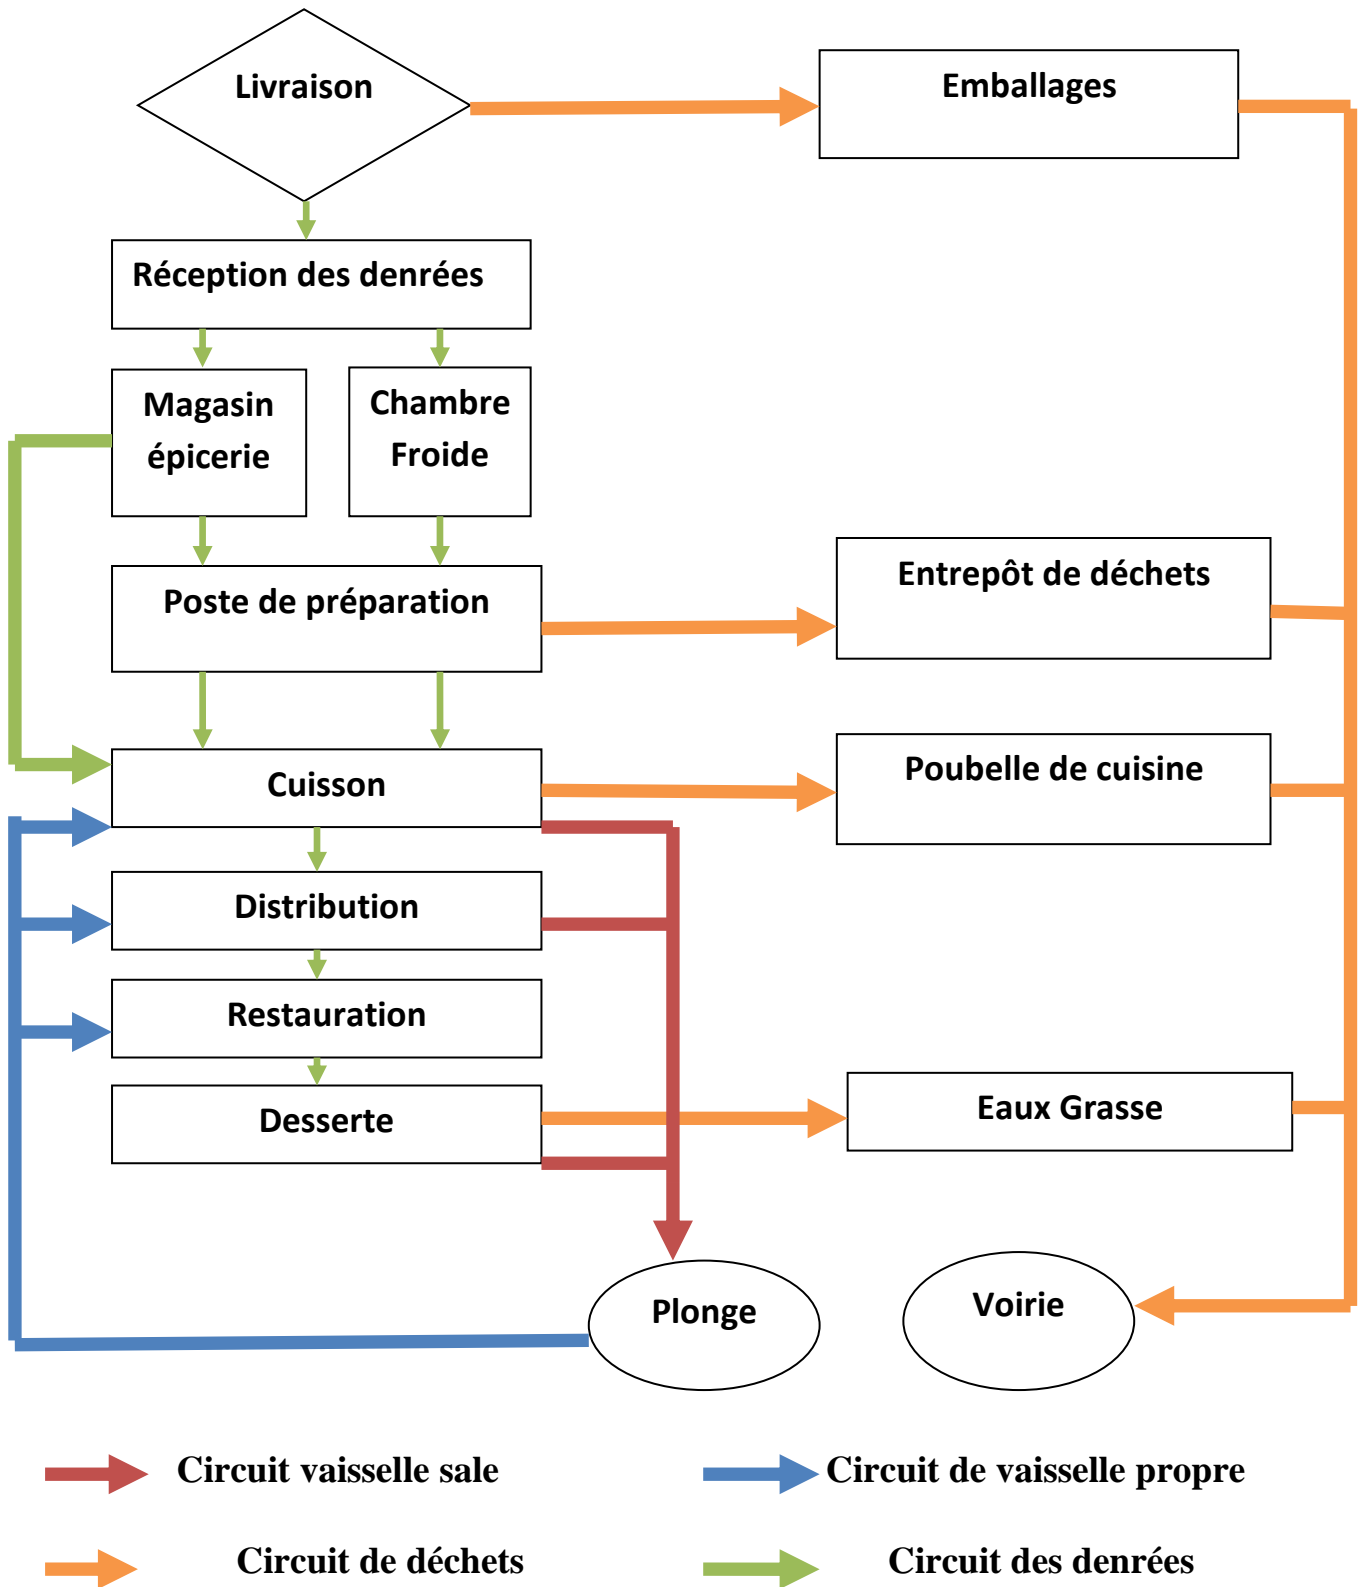 Livraison
Emballages
Réception des denrées
Magasin
épicerie
Chambre
Froide
Poste de préparation
Entrepôt de déchets
Cuisson
Poubelle de cuisine
Distribution
Restauration
Desserte
Eaux Grasse
Plonge
Voirie
Circuit vaisselle sale
Circuit de vaisselle propre
Circuit de déchets
Circuit des denrées